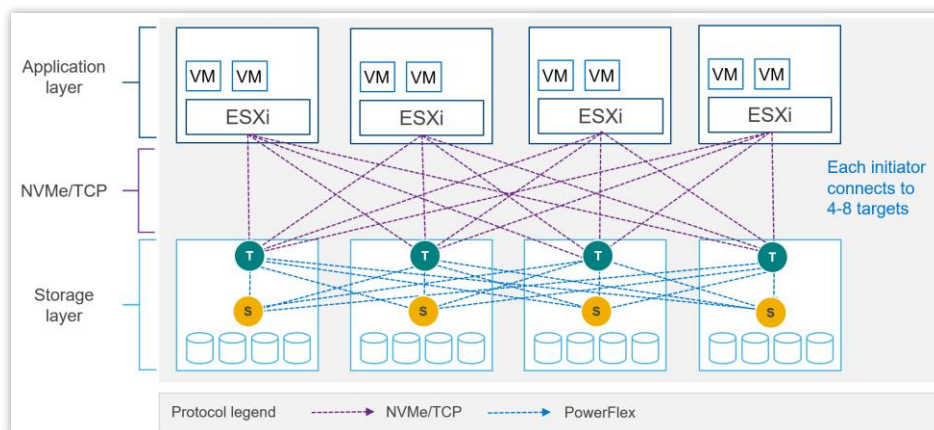 Application
layer
VM VM
ESXi
VM VM
ESXi
VM VM
ESXi
VM VM
ESXi
NVMe/TCP
Each initiator
connects to
4-8 targets
Storage
layer
T
T
T
T
S
S
S
S
Protocol legend
NVMe/TCP
PowerFlex